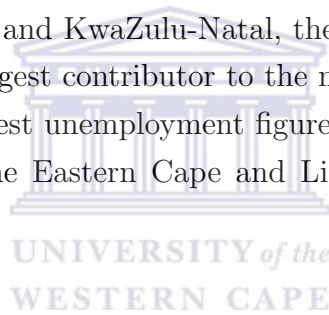 and KwaZulu-Natal, the
gest contributor to the
est unemployment figure
e Eastern Cape and Li
UNIVERSITY of the
WESTERN CAPE